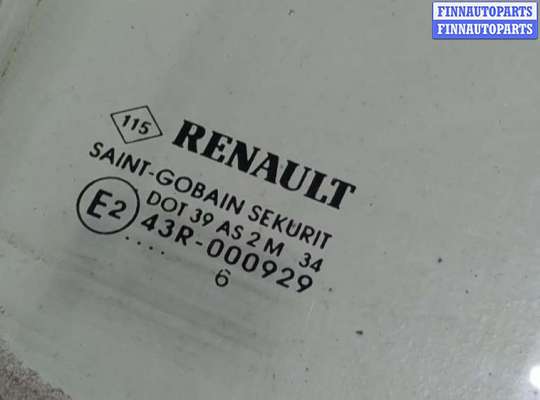 FINNAUTOPARTS
FINNAUTOPARTS
115 RENAULT
SAINT-GOBAIN SEKURIT
E2 DOT 39 AS 2 M 34
43R-000929
....
6